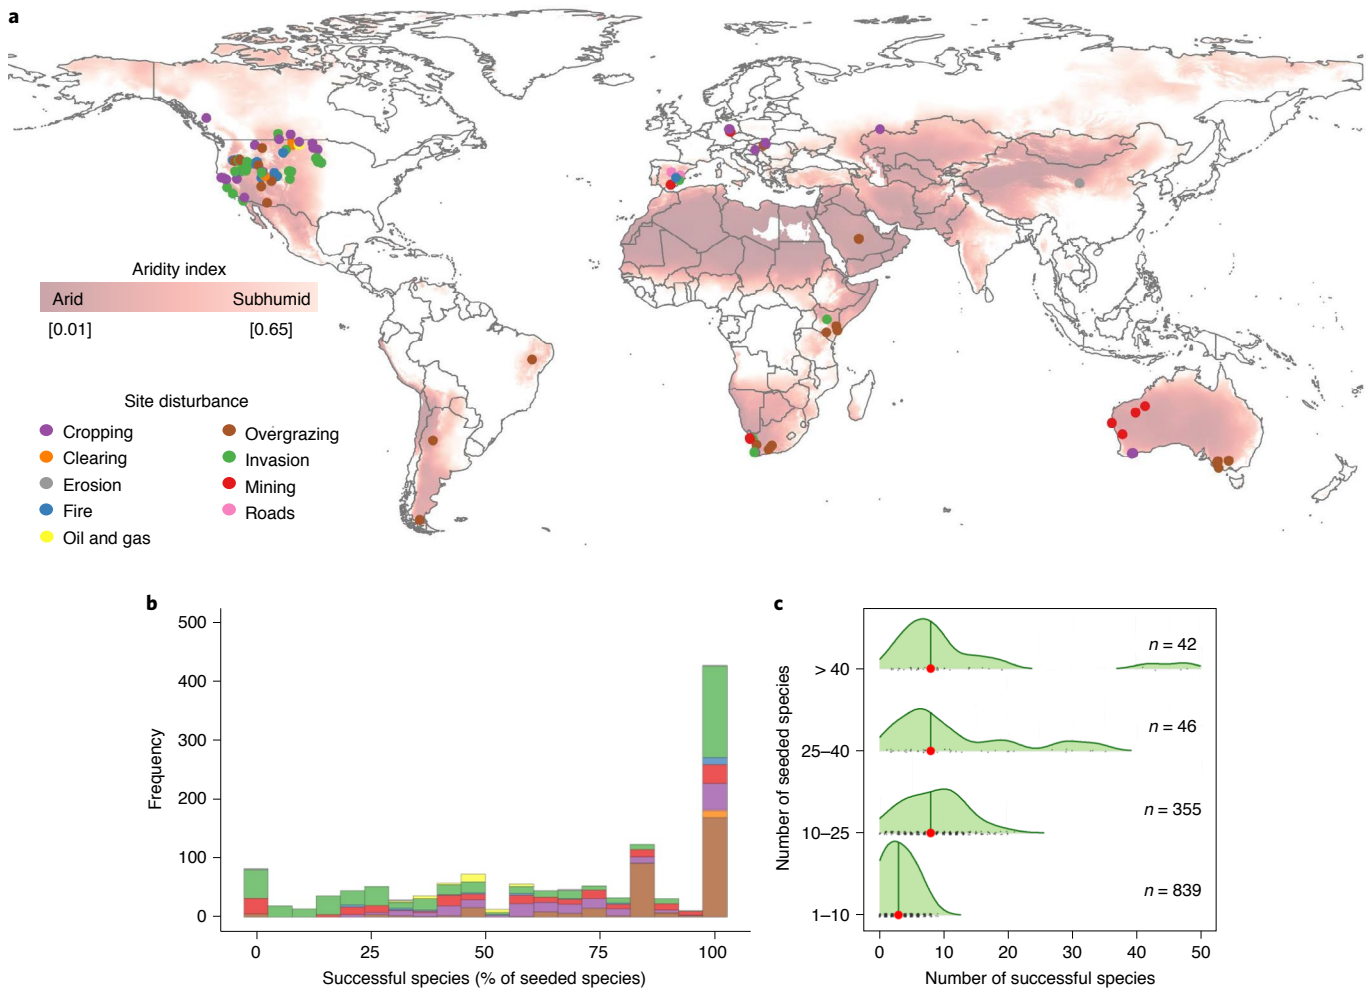 a
Aridity index
Arid Subhumid
[0.01] [0.65]
Site disturbance
Cropping
Clearing
Erosion
Fire
Oil and gas
Overgrazing
Invasion
Mining
Roads
b
500
400
300
200
100
0
Frequency
0 25 50 75 100
Successful species (% of seeded species)
c
Number of seeded species
> 40
25–40
10–25
1–10
n = 42
n = 46
n = 355
n = 839
0 10 20 30 40 50
Number of successful species